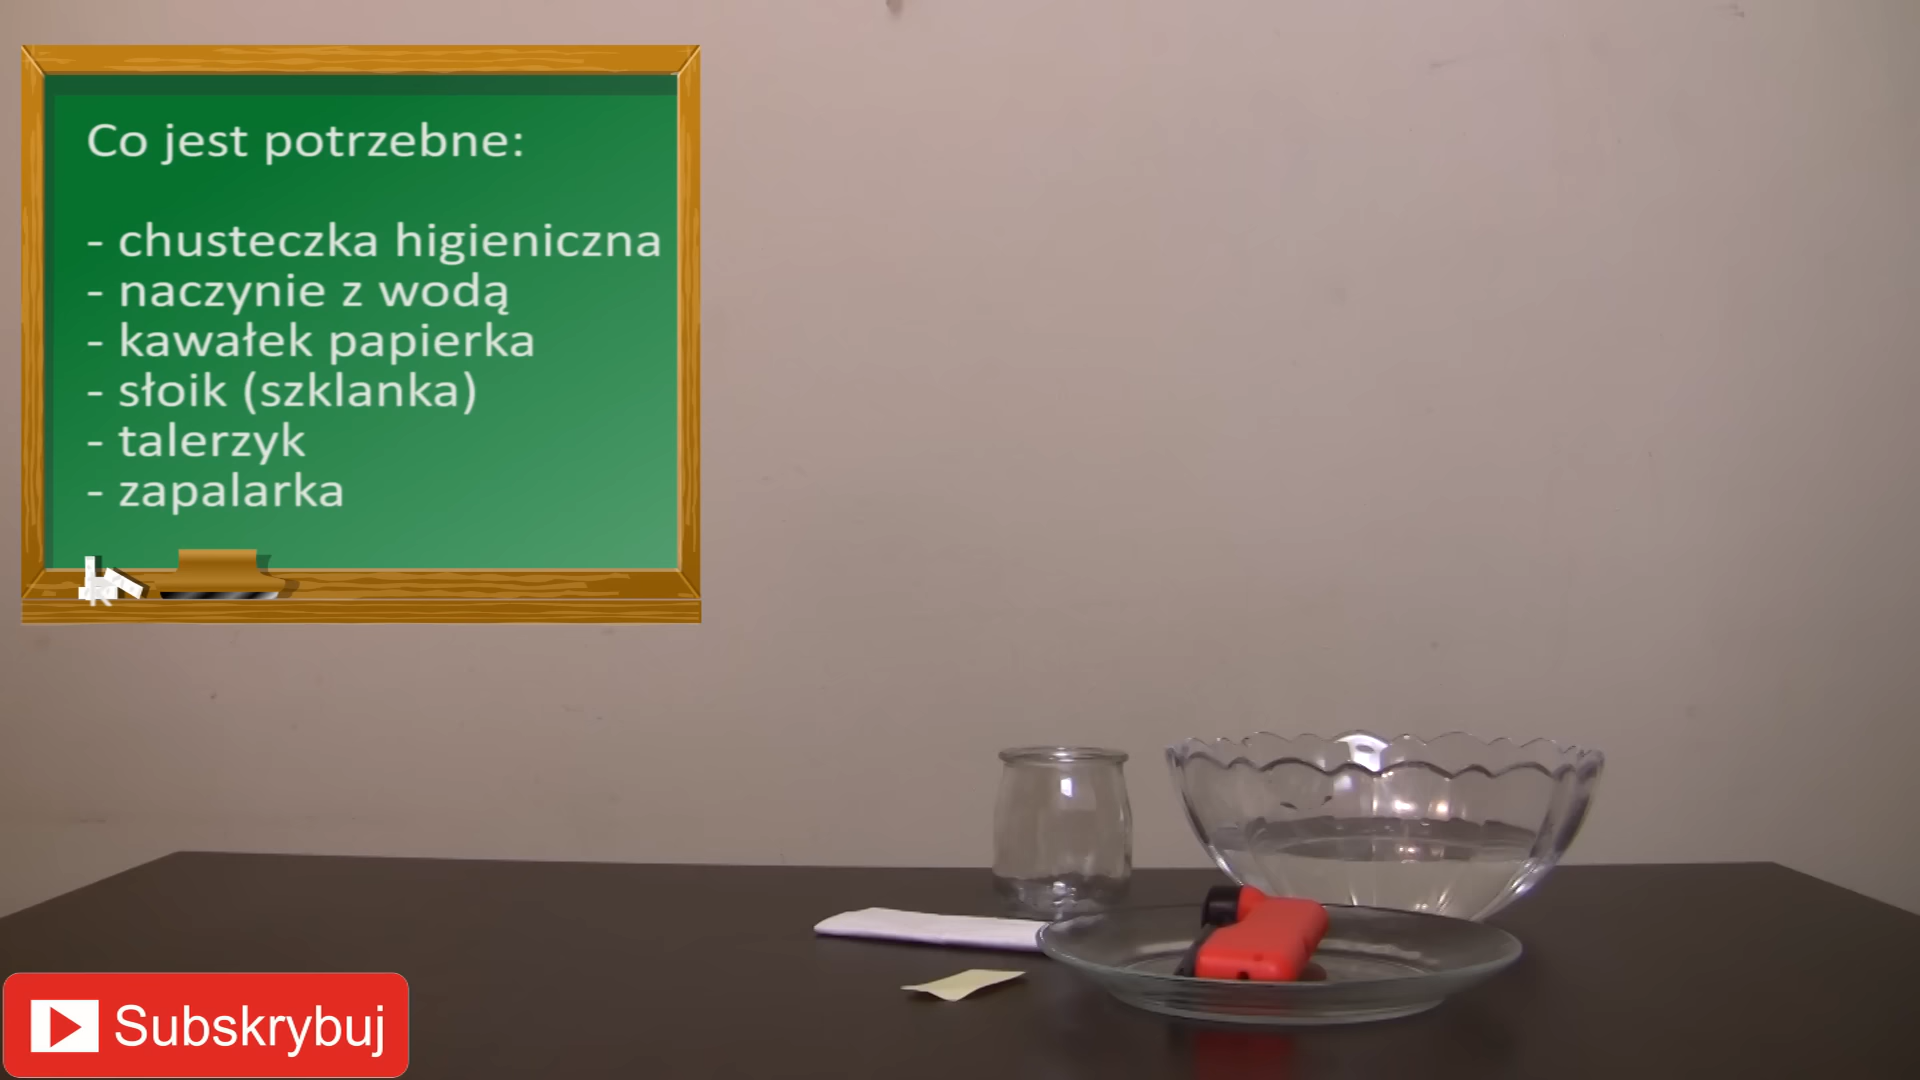 Co jest potrzebne:
- chusteczka higieniczna
- naczynie z wodą
- kawałek papierka
- słoik (szklanka)
- talerzyk
- zapalarka
Subskrybuj